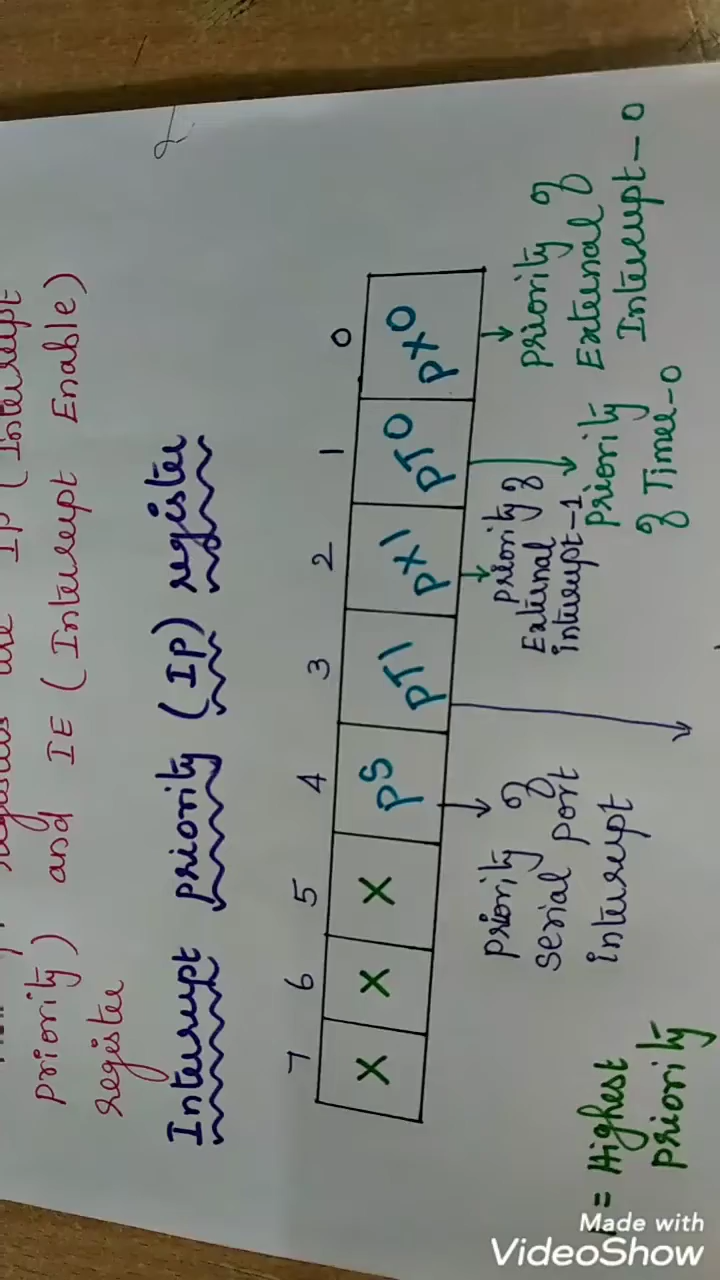 priority) and IE (Interrupt Enable)
register
Interrupt priority (IP) register
7 6 5 4 3 2 1 0
X X X PS PT1 PX1 PT0 PX0
priority of
serial port
interrupt
priority of
External
interrupt-1
priority
of Timer-0
priority of
External
Interrupt-0
= Highest
priority
Made with
VideoShow